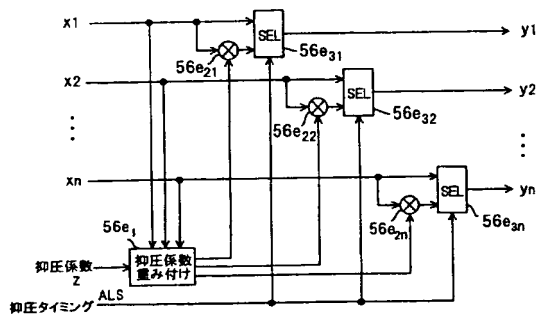 x1
SEL
y1
56e21
56e31
x2
SEL
y2
56e22
56e32
⋮
⋮
xn
SEL
yn
56e2n
56e3n
56e1
抑圧係数
重み付け
抑圧係数
z
抑圧タイミング ALS